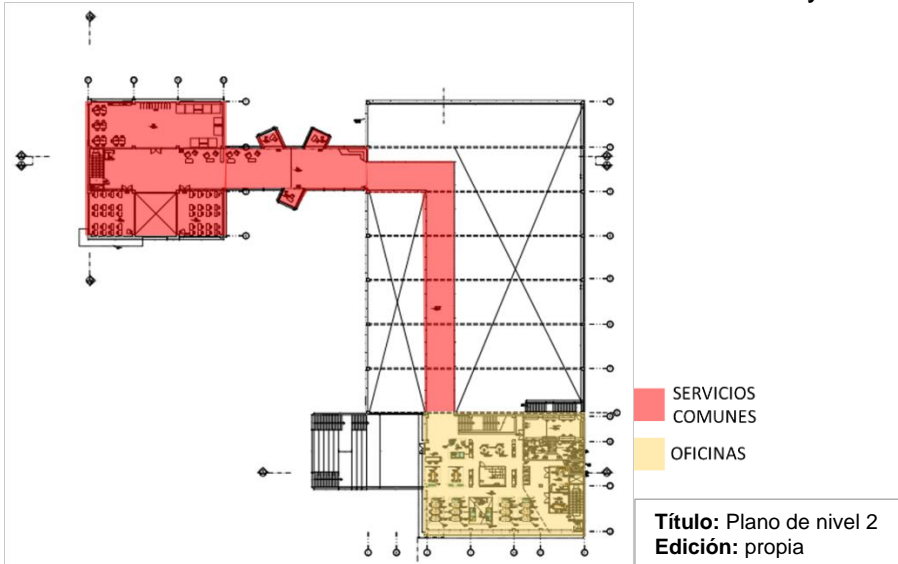 y
SERVICIOS
COMUNES
OFICINAS
Título: Plano de nivel 2
Edición: propia